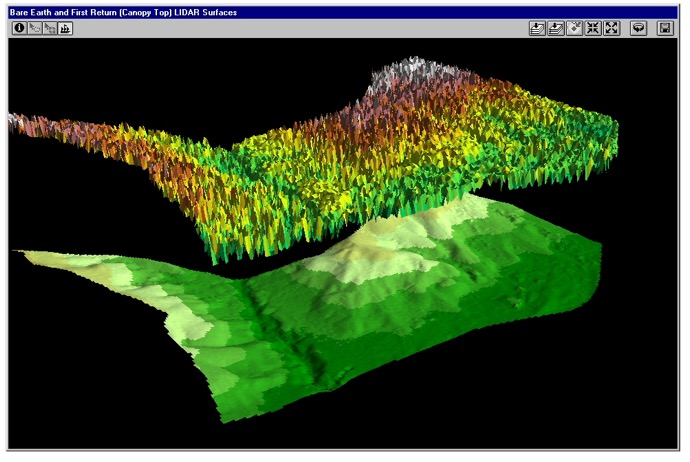 Bare Earth and First Return (Canopy Top) LIDAR Surfaces